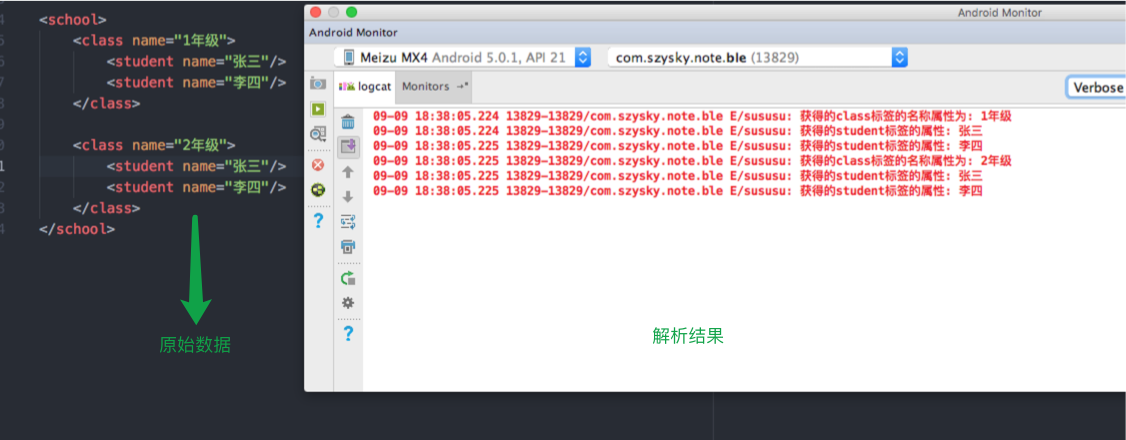 <school>
<class name="1年级">
<student name="张三"/>
<student name="李四"/>
</class>
<class name="2年级">
<student name="张三"/>
<student name="李四"/>
</class>
</school>
原始数据
Android Monitor
Android Monitor
Meizu MX4 Android 5.0.1, API 21
com.szysky.note.ble (13829)
logcat
Monitors
Verbose
09-09 18:38:05.224 13829-13829/com.szysky.note.ble E/sususu: 获得的class标签的名称属性为: 1年级
09-09 18:38:05.224 13829-13829/com.szysky.note.ble E/sususu: 获得的student标签的属性: 张三
09-09 18:38:05.225 13829-13829/com.szysky.note.ble E/sususu: 获得的student标签的属性: 李四
09-09 18:38:05.225 13829-13829/com.szysky.note.ble E/sususu: 获得的class标签的名称属性为: 2年级
09-09 18:38:05.225 13829-13829/com.szysky.note.ble E/sususu: 获得的student标签的属性: 张三
09-09 18:38:05.225 13829-13829/com.szysky.note.ble E/sususu: 获得的student标签的属性: 李四
解析结果